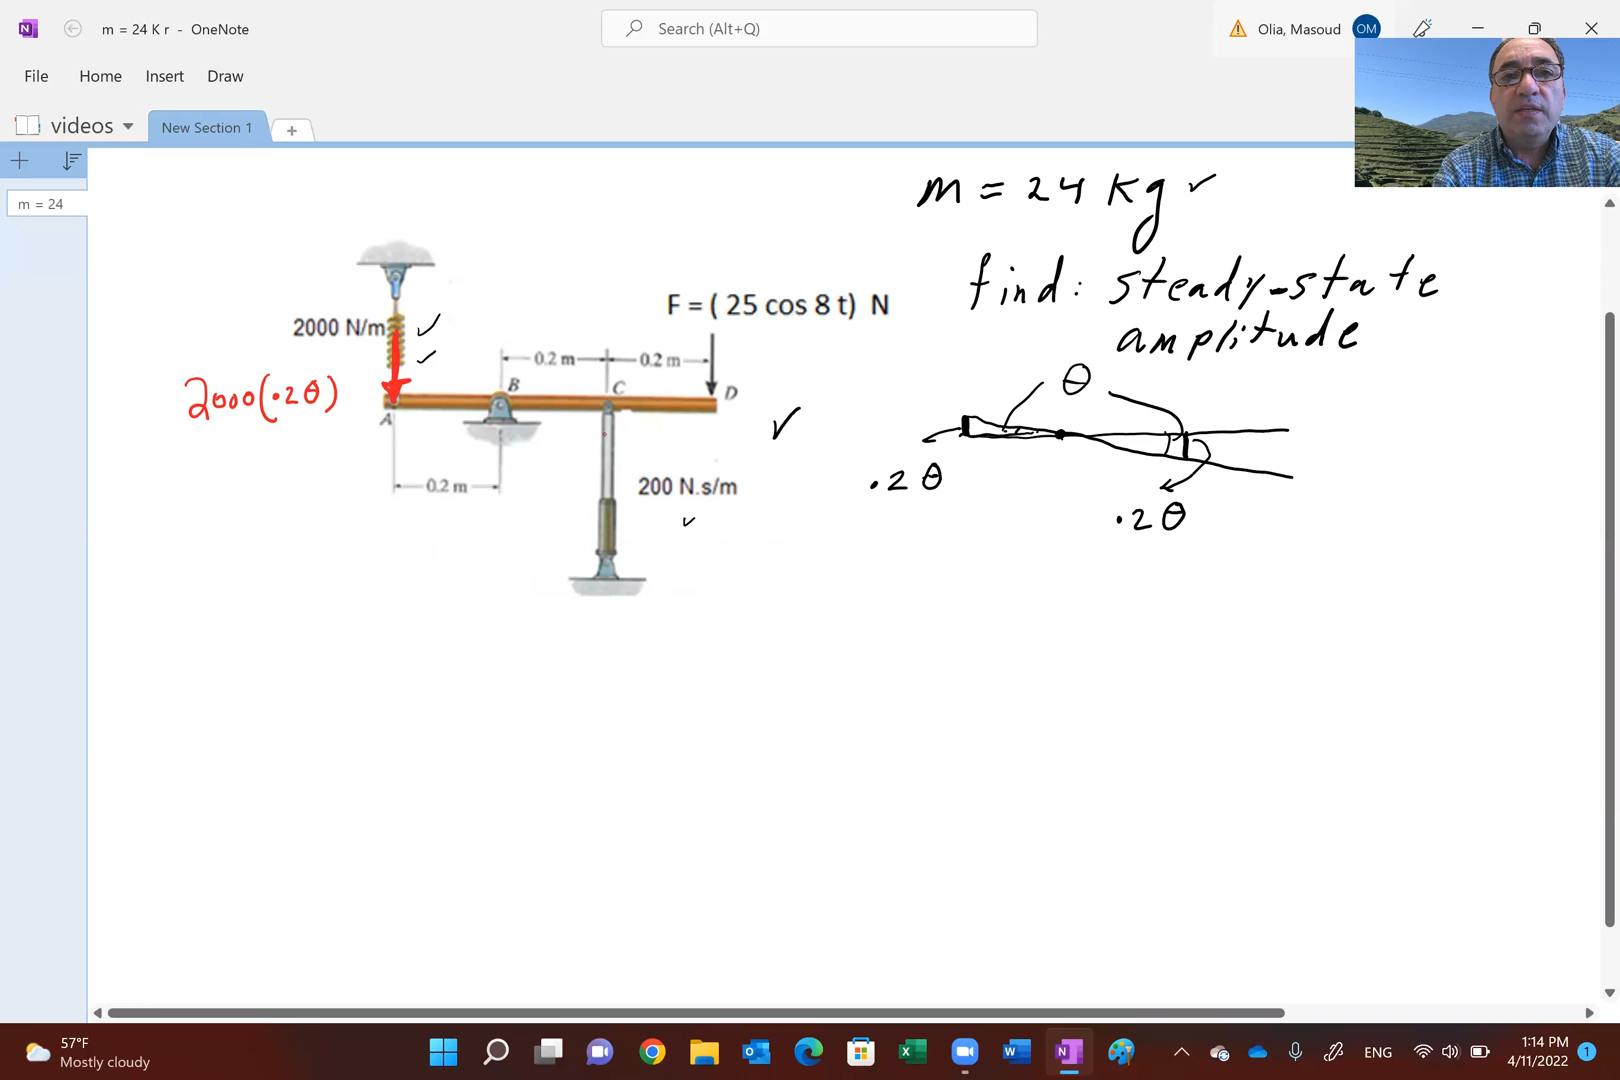 m = 24 K r - OneNote
Search (Alt+Q)
Olia, Masoud
OM
File
Home
Insert
Draw
videos
New Section 1
m = 24
m = 24 kg
find: steady-state
amplitude
F = ( 25 cos 8 t) N
2000 N/m
0.2 m
0.2 m
2000(.2θ)
A
B
C
D
0.2 m
200 N.s/m
θ
.2θ
.2θ
57°F
Mostly cloudy
ENG
1:14 PM
4/11/2022
1